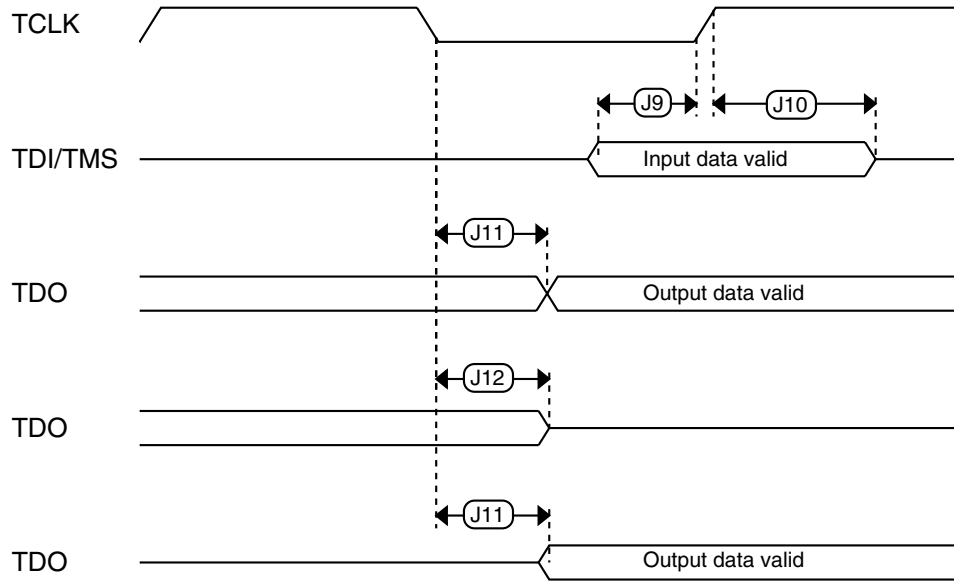 TCLK
J9
J10
TDI/TMS
Input data valid
J11
TDO
Output data valid
J12
TDO
J11
TDO
Output data valid